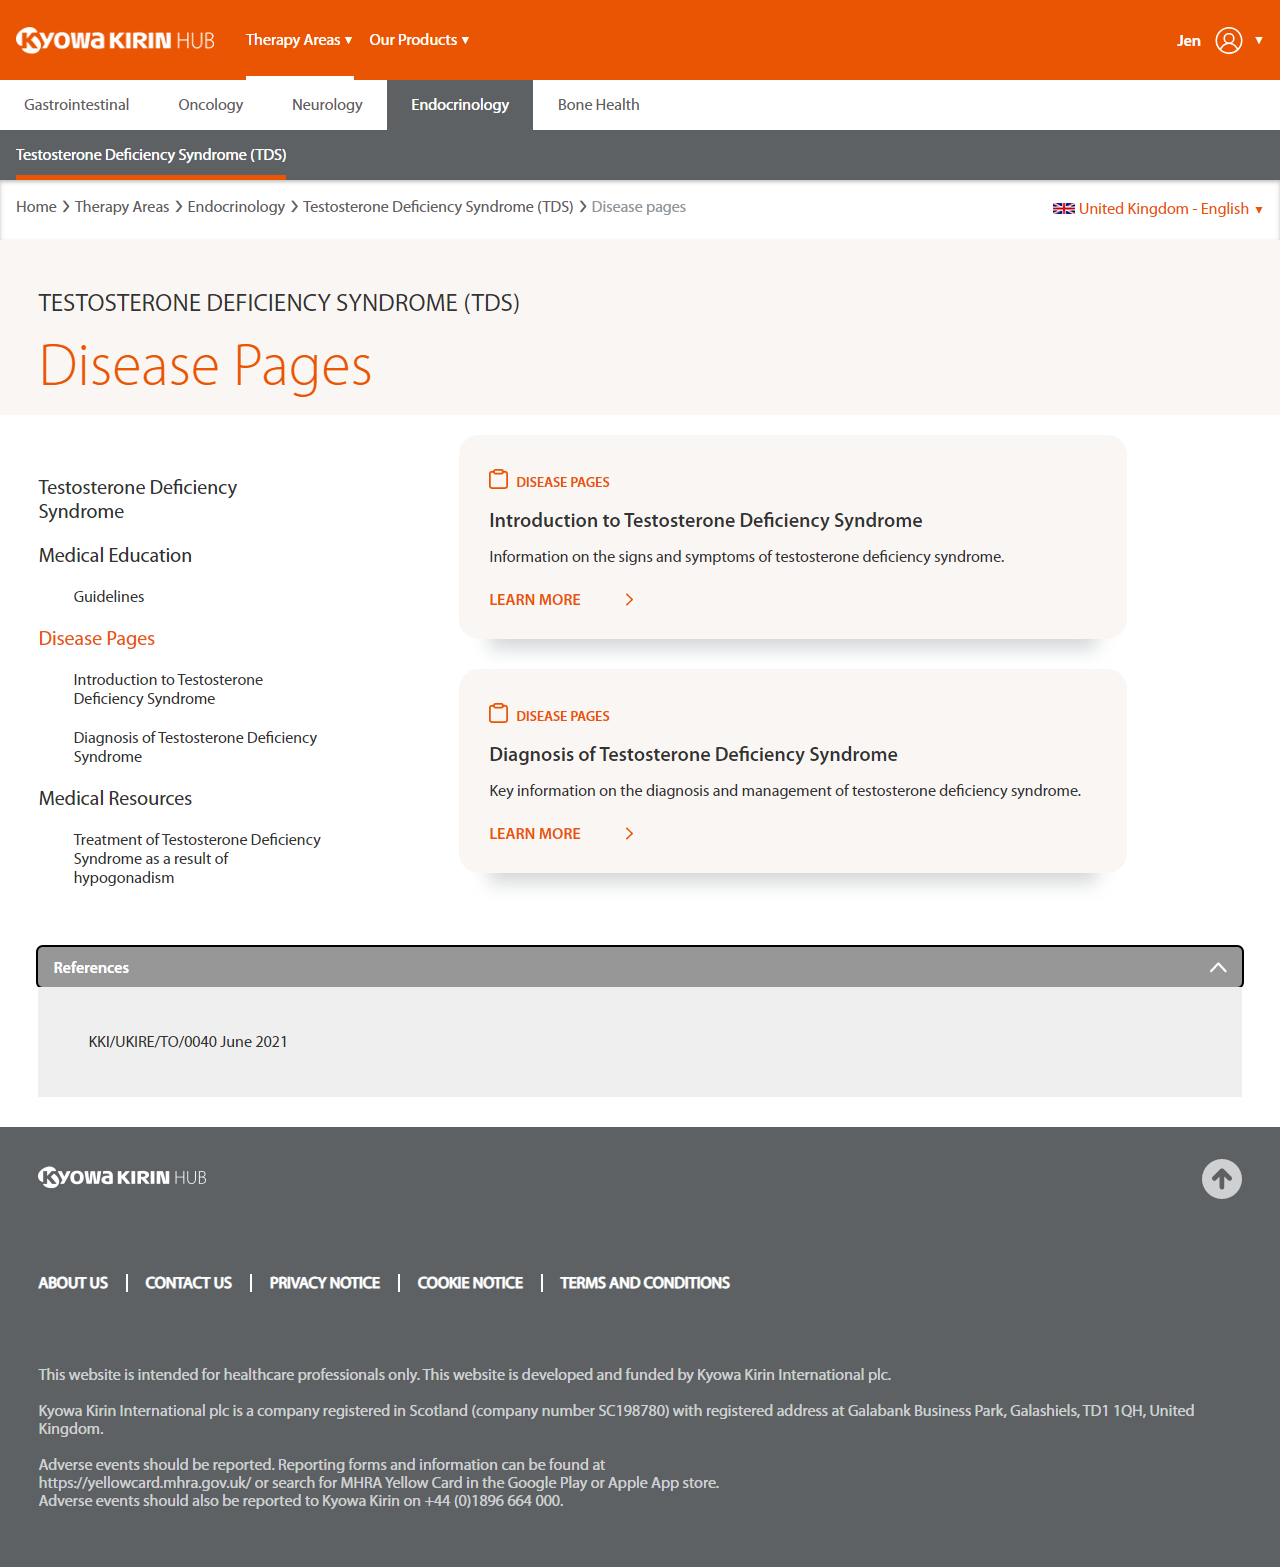 KYOWA KIRIN HUB
Therapy Areas ▼ Our Products ▼
Jen ▼
Gastrointestinal Oncology Neurology Endocrinology Bone Health
Testosterone Deficiency Syndrome (TDS)
Home > Therapy Areas > Endocrinology > Testosterone Deficiency Syndrome (TDS) > Disease pages
United Kingdom - English ▼
TESTOSTERONE DEFICIENCY SYNDROME (TDS)
Disease Pages
Testosterone Deficiency
Syndrome
Medical Education
Guidelines
Disease Pages
Introduction to Testosterone
Deficiency Syndrome
Diagnosis of Testosterone Deficiency
Syndrome
Medical Resources
Treatment of Testosterone Deficiency
Syndrome as a result of
hypogonadism
DISEASE PAGES
Introduction to Testosterone Deficiency Syndrome
Information on the signs and symptoms of testosterone deficiency syndrome.
LEARN MORE
DISEASE PAGES
Diagnosis of Testosterone Deficiency Syndrome
Key information on the diagnosis and management of testosterone deficiency syndrome.
LEARN MORE
References
KKI/UKIRE/TO/0040 June 2021
KYOWA KIRIN HUB
ABOUT US | CONTACT US | PRIVACY NOTICE | COOKIE NOTICE | TERMS AND CONDITIONS
This website is intended for healthcare professionals only. This website is developed and funded by Kyowa Kirin International plc.
Kyowa Kirin International plc is a company registered in Scotland (company number SC198780) with registered address at Galabank Business Park, Galashiels, TD1 1QH, United
Kingdom.
Adverse events should be reported. Reporting forms and information can be found at
https://yellowcard.mhra.gov.uk/ or search for MHRA Yellow Card in the Google Play or Apple App store.
Adverse events should also be reported to Kyowa Kirin on +44 (0)1896 664 000.